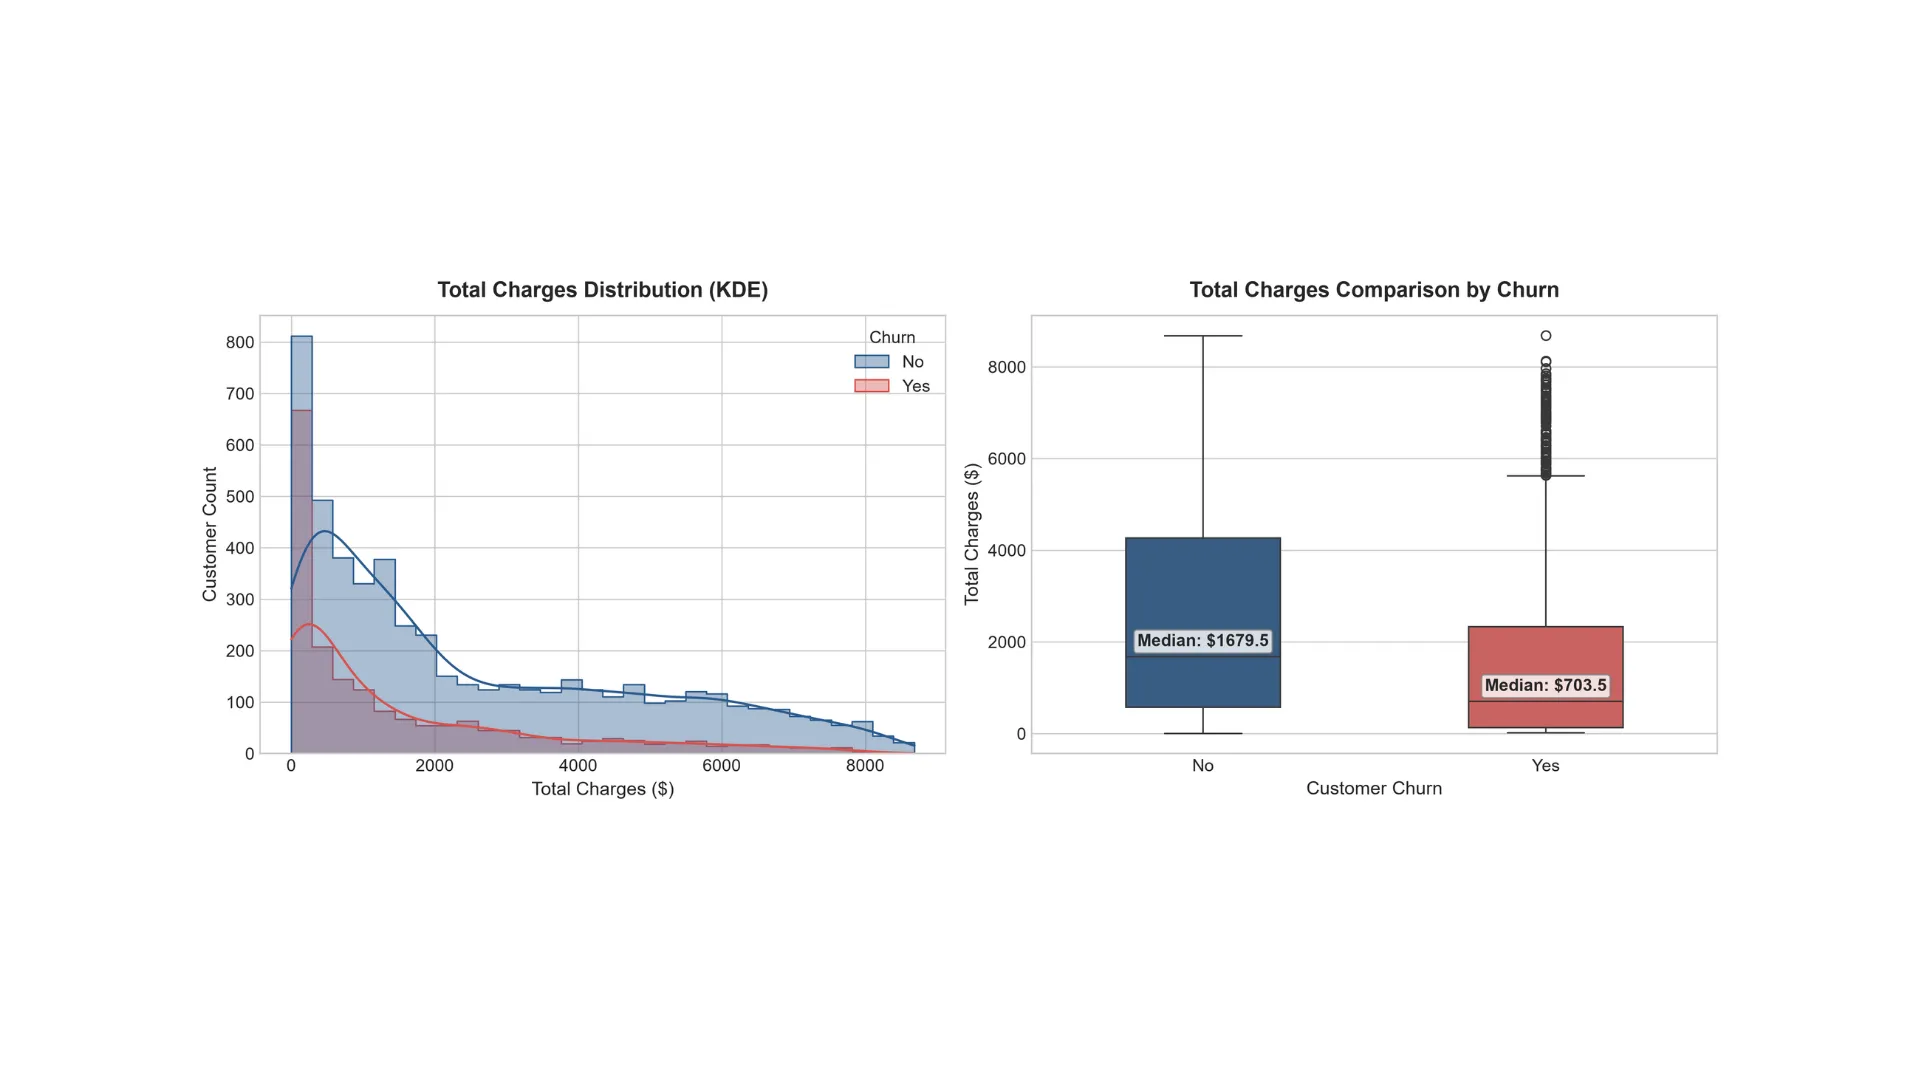 Total Charges Distribution (KDE)
Customer Count
800
700
600
500
400
300
200
100
0
0 2000 4000 6000 8000
Total Charges ($)
Churn
No
Yes
Total Charges Comparison by Churn
Total Charges ($)
8000
6000
4000
2000
0
Median: $1679.5
Median: $703.5
No Yes
Customer Churn